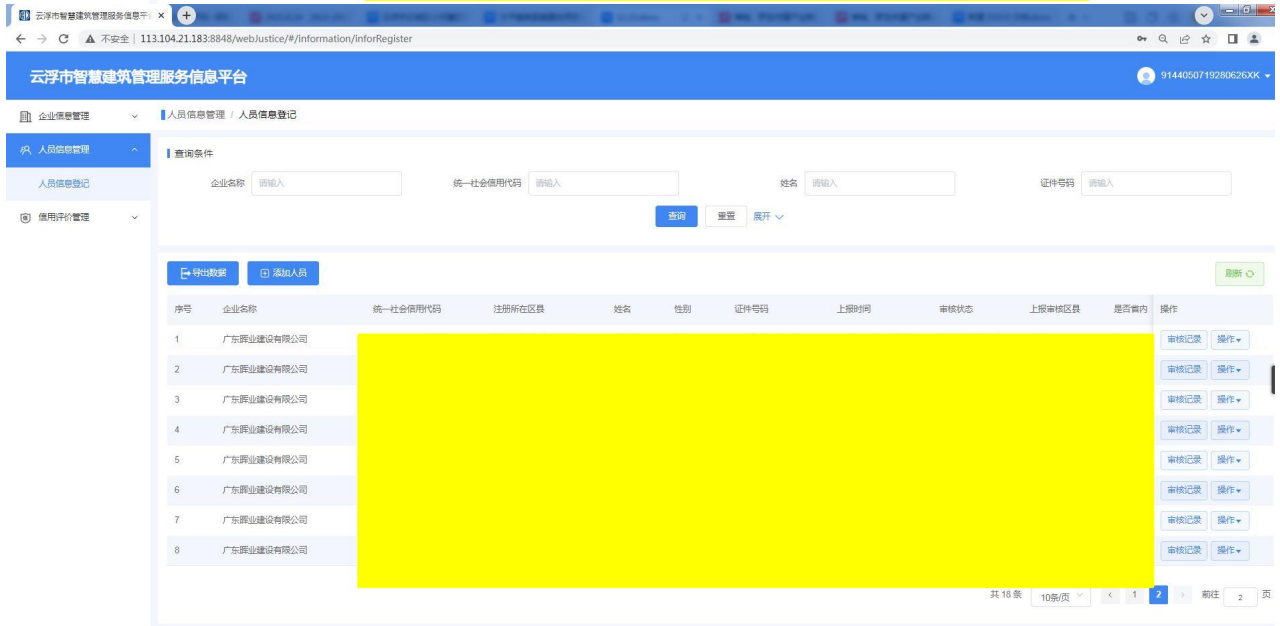 云浮市智慧建筑管理服务信息平
不安全 113.104.21.183:8848/webJustice/#/information/inforRegister
云浮市智慧建筑管理服务信息平台
9144050719280626XK
企业信息管理
人员信息管理 / 人员信息登记
人员信息管理
查询条件
人员信息登记
企业名称 请输入 统一社会信用代码 请输入 姓名 请输入 证件号码 请输入
信用评价管理
查询 重置 展开
导出数据 添加人员 刷新
序号 企业名称 统一社会信用代码 注册所在区县 姓名 性别 证件号码 上报时间 审核状态 上报审核区县 是否省内 操作
1 广东晖业建设有限公司 审核记录 操作
2 广东晖业建设有限公司 审核记录 操作
3 广东晖业建设有限公司 审核记录 操作
4 广东晖业建设有限公司 审核记录 操作
5 广东晖业建设有限公司 审核记录 操作
6 广东晖业建设有限公司 审核记录 操作
7 广东晖业建设有限公司 审核记录 操作
8 广东晖业建设有限公司 审核记录 操作
共 18 条 10条/页 1 2 前往 2 页